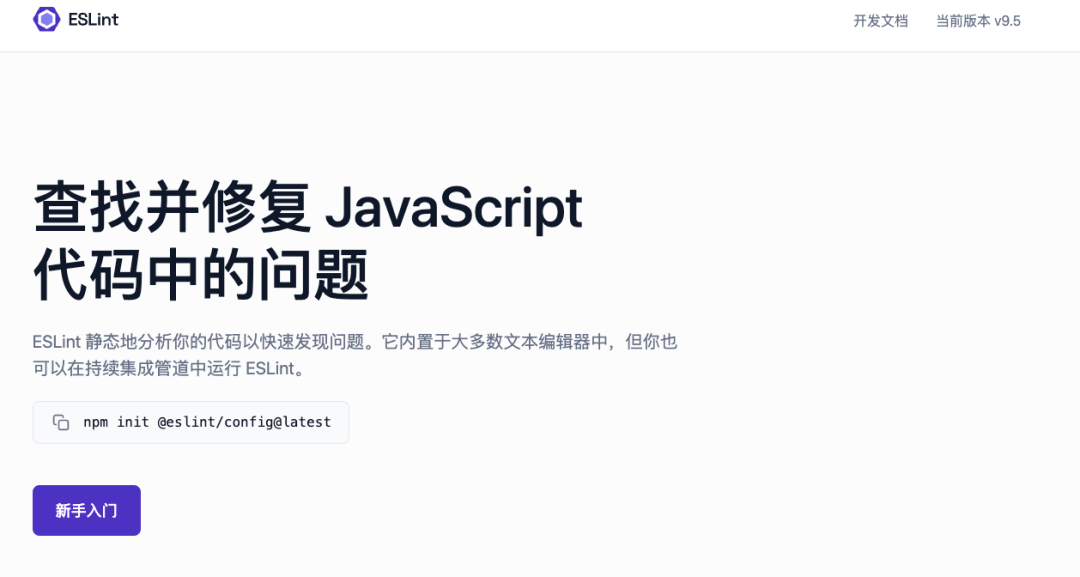 ESLint
开发文档
当前版本 v9.5
查找并修复 JavaScript
代码中的问题
ESLint 静态地分析你的代码以快速发现问题。它内置于大多数文本编辑器中，但你也
可以在持续集成管道中运行 ESLint。
npm init @eslint/config@latest
新手入门